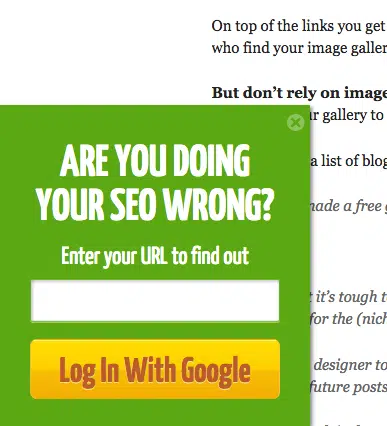 On top of the links you get
who find your image galler
But don't rely on image
r gallery to
a list of blog
ARE YOU DOING
YOUR SEO WRONG?
Enter your URL to find out
Log In With Google
made a free
t it's tough t
for the (nich
designer to
future posts